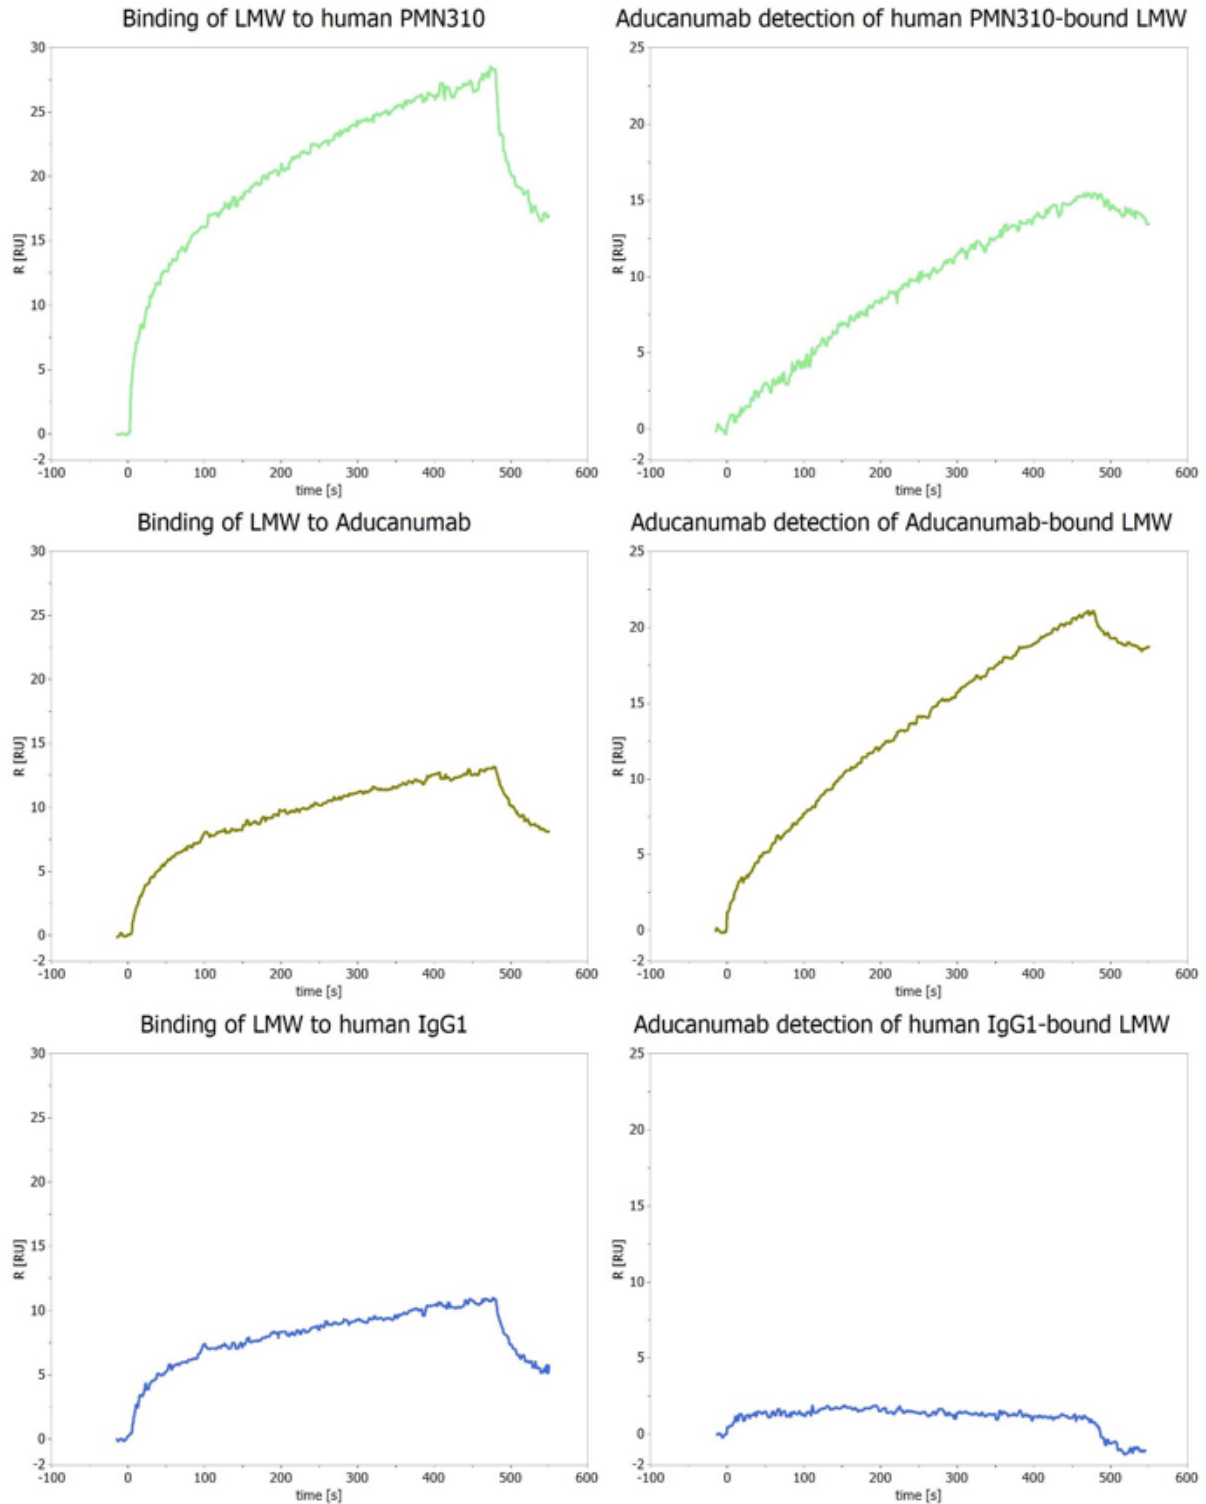 Binding of LMW to human PMN310
30
25
20
15
10
5
0
-2
R [RU]
-100 0 100 200 300 400 500 600
time [s]
Aducanumab detection of human PMN310-bound LMW
25
20
15
10
5
0
-2
R [RU]
-100 0 100 200 300 400 500 600
time [s]
Binding of LMW to Aducanumab
30
25
20
15
10
5
0
-2
R [RU]
-100 0 100 200 300 400 500 600
time [s]
Aducanumab detection of Aducanumab-bound LMW
25
20
15
10
5
0
-2
R [RU]
-100 0 100 200 300 400 500 600
time [s]
Binding of LMW to human IgG1
30
25
20
15
10
5
0
-2
R [RU]
-100 0 100 200 300 400 500 600
time [s]
Aducanumab detection of human IgG1-bound LMW
25
20
15
10
5
0
-2
R [RU]
-100 0 100 200 300 400 500 600
time [s]